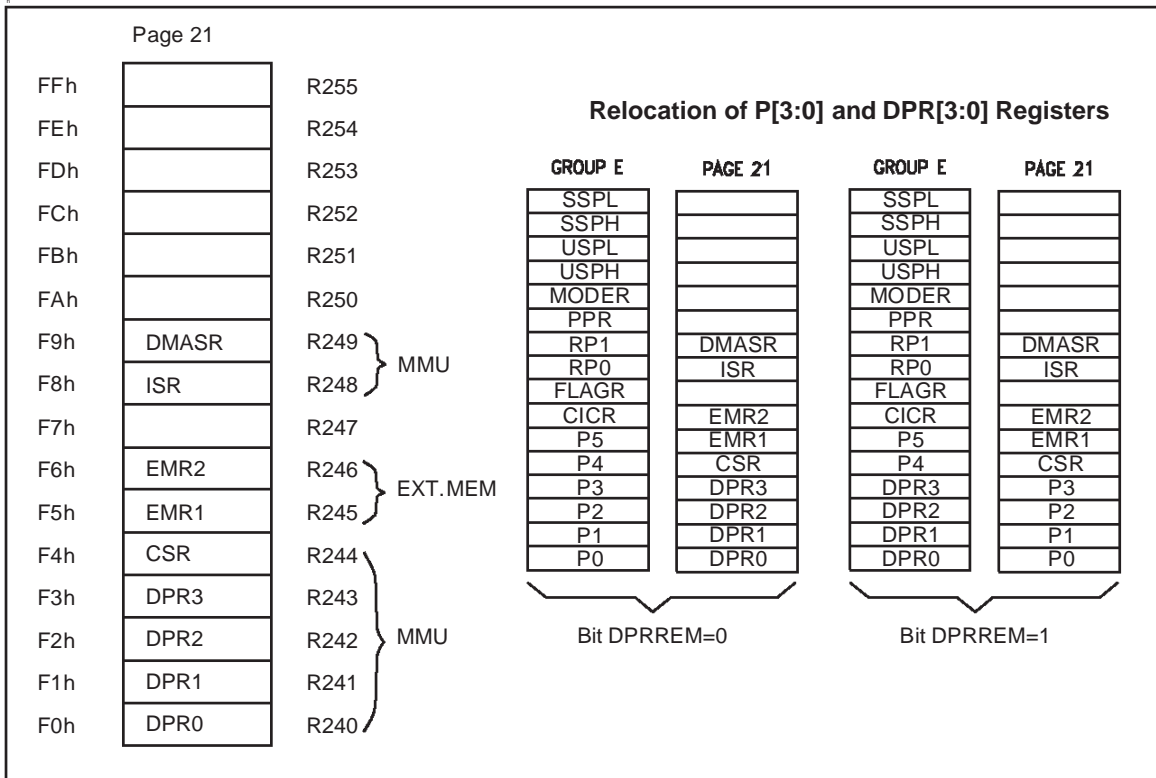 Page 21
FFh R255
FEh R254
FDh R253
FCh R252
FBh R251
FAh R250
F9h DMASR R249
MMU
F8h ISR R248
F7h R247
F6h EMR2 R246
EXT.MEM
F5h EMR1 R245
F4h CSR R244
F3h DPR3 R243
F2h DPR2 R242 MMU
F1h DPR1 R241
F0h DPR0 R240
Relocation of P[3:0] and DPR[3:0] Registers
GROUP E PAGE 21 GROUP E PAGE 21
SSPL SSPL
SSPH SSPH
USPL USPL
USPH USPH
MODER MODER
PPR PPR
RP1 DMASR RP1 DMASR
RP0 ISR RP0 ISR
FLAGR FLAGR
CICR EMR2 CICR EMR2
P5 EMR1 P5 EMR1
P4 CSR P4 CSR
P3 DPR3 DPR3 P3
P2 DPR2 DPR2 P2
P1 DPR1 DPR1 P1
P0 DPR0 DPR0 P0
Bit DPRREM=0 Bit DPRREM=1